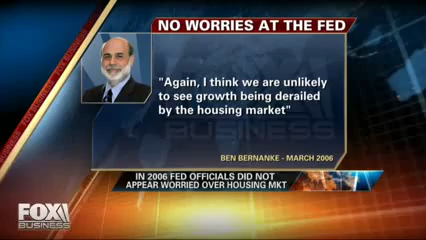 NO WORRIES AT THE FED
"Again, I think we are unlikely
to see growth being derailed
by the housing market"
BEN BERNANKE - MARCH 2006
IN 2006 FED OFFICIALS DID NOT
APPEAR WORRIED OVER HOUSING MKT
FOX
BUSINESS